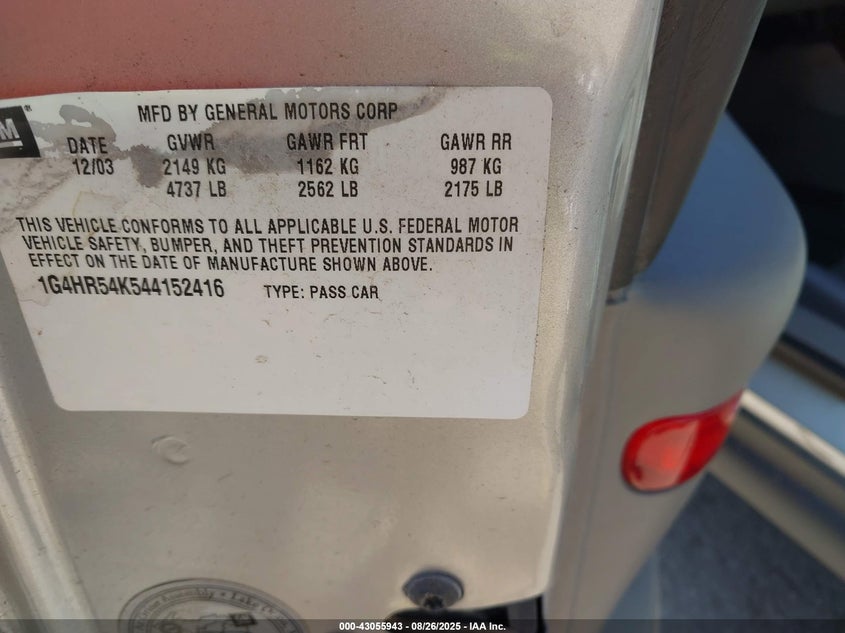 GM®
MFD BY GENERAL MOTORS CORP
DATE GVWR GAWR FRT GAWR RR
12/03 2149 KG 1162 KG 987 KG
4737 LB 2562 LB 2175 LB
THIS VEHICLE CONFORMS TO ALL APPLICABLE U.S. FEDERAL MOTOR
VEHICLE SAFETY, BUMPER, AND THEFT PREVENTION STANDARDS IN
EFFECT ON THE DATE OF MANUFACTURE SHOWN ABOVE.
1G4HR54K544152416 TYPE: PASS CAR
Assembly • Lake
000-43055943 - 08/26/2025 - IAA Inc.